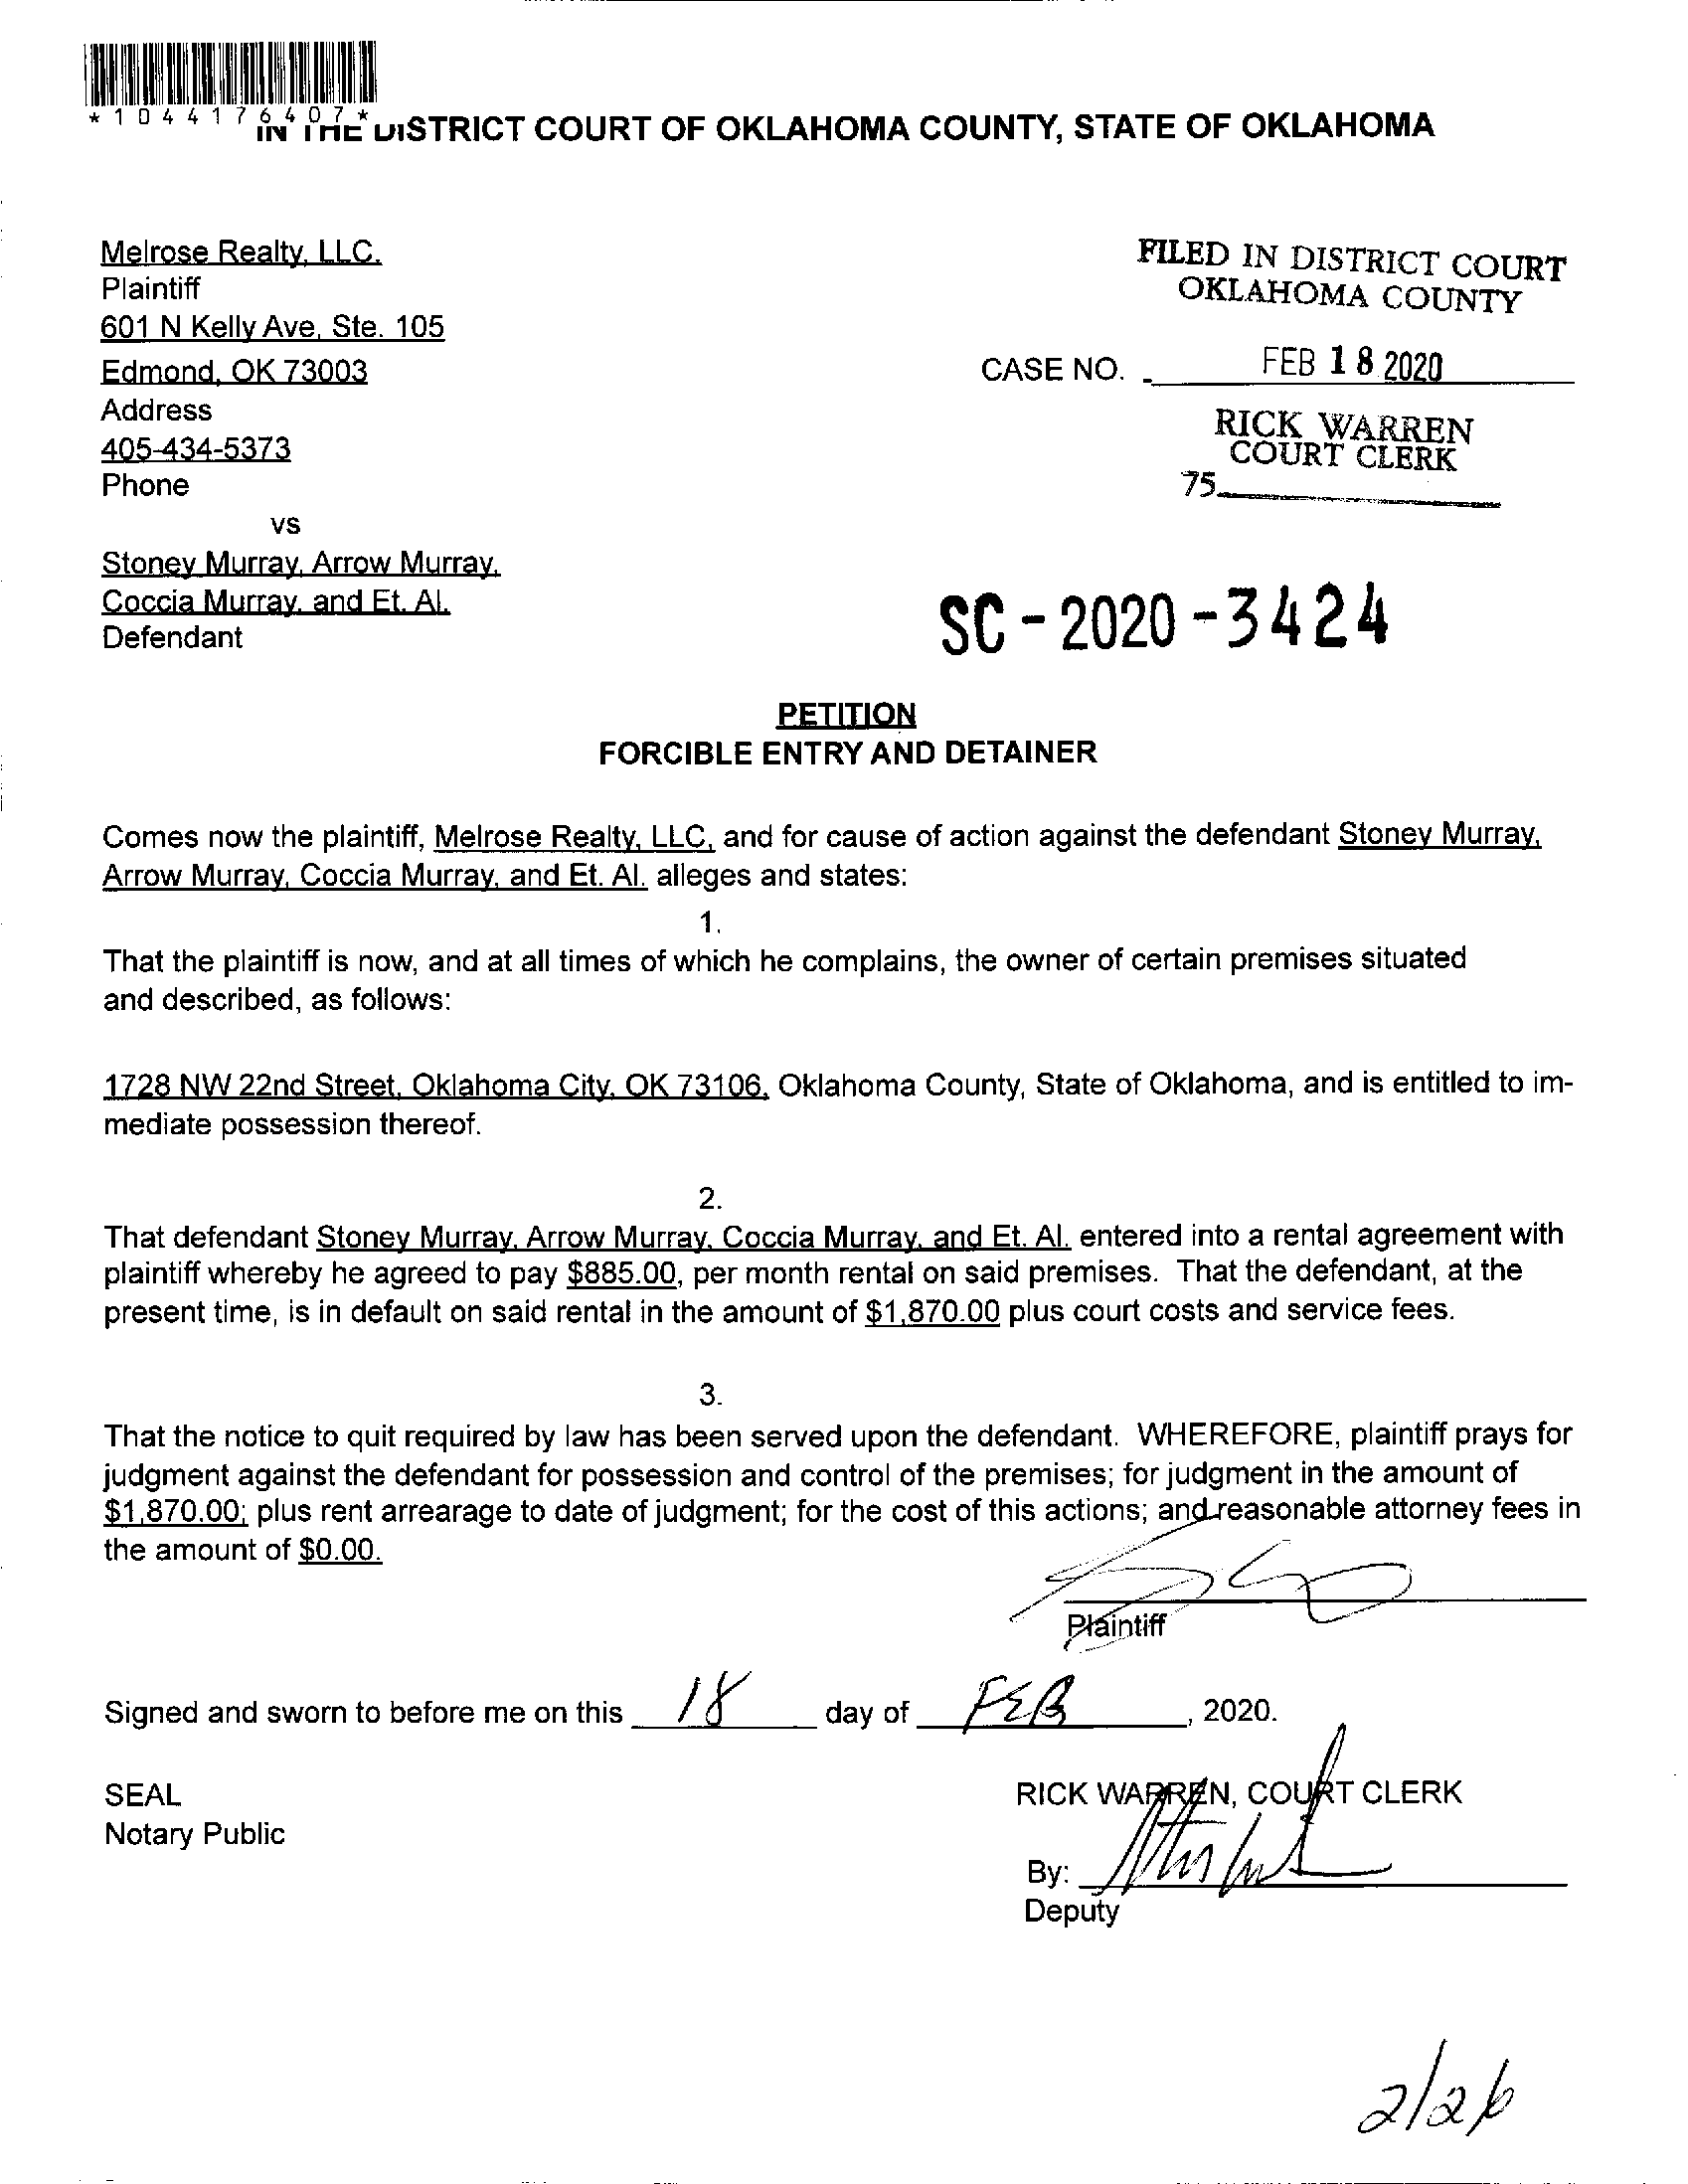 *1044176407*
IN THE DISTRICT COURT OF OKLAHOMA COUNTY, STATE OF OKLAHOMA
Melrose Realty, LLC.
Plaintiff
601 N Kelly Ave, Ste. 105
Edmond, OK 73003
Address
405-434-5373
Phone
vs
Stoney Murray, Arrow Murray,
Coccia Murray, and Et. Al.
Defendant
FILED IN DISTRICT COURT
OKLAHOMA COUNTY
CASE NO. FEB 18 2020
RICK WARREN
COURT CLERK
75
SC-2020-3424
PETITION
FORCIBLE ENTRY AND DETAINER
Comes now the plaintiff, Melrose Realty, LLC, and for cause of action against the defendant Stoney Murray,
Arrow Murray, Coccia Murray, and Et. Al. alleges and states:
1.
That the plaintiff is now, and at all times of which he complains, the owner of certain premises situated
and described, as follows:
1728 NW 22nd Street, Oklahoma City, OK 73106, Oklahoma County, State of Oklahoma, and is entitled to im-
mediate possession thereof.
2.
That defendant Stoney Murray, Arrow Murray, Coccia Murray, and Et. Al. entered into a rental agreement with
plaintiff whereby he agreed to pay $885.00, per month rental on said premises. That the defendant, at the
present time, is in default on said rental in the amount of $1,870.00 plus court costs and service fees.
3.
That the notice to quit required by law has been served upon the defendant. WHEREFORE, plaintiff prays for
judgment against the defendant for possession and control of the premises; for judgment in the amount of
$1,870.00; plus rent arrearage to date of judgment; for the cost of this actions; and reasonable attorney fees in
the amount of $0.00.
Plaintiff
Signed and sworn to before me on this 18 day of FEB, 2020.
SEAL
Notary Public
RICK WARREN, COURT CLERK
By:
Deputy
2/26